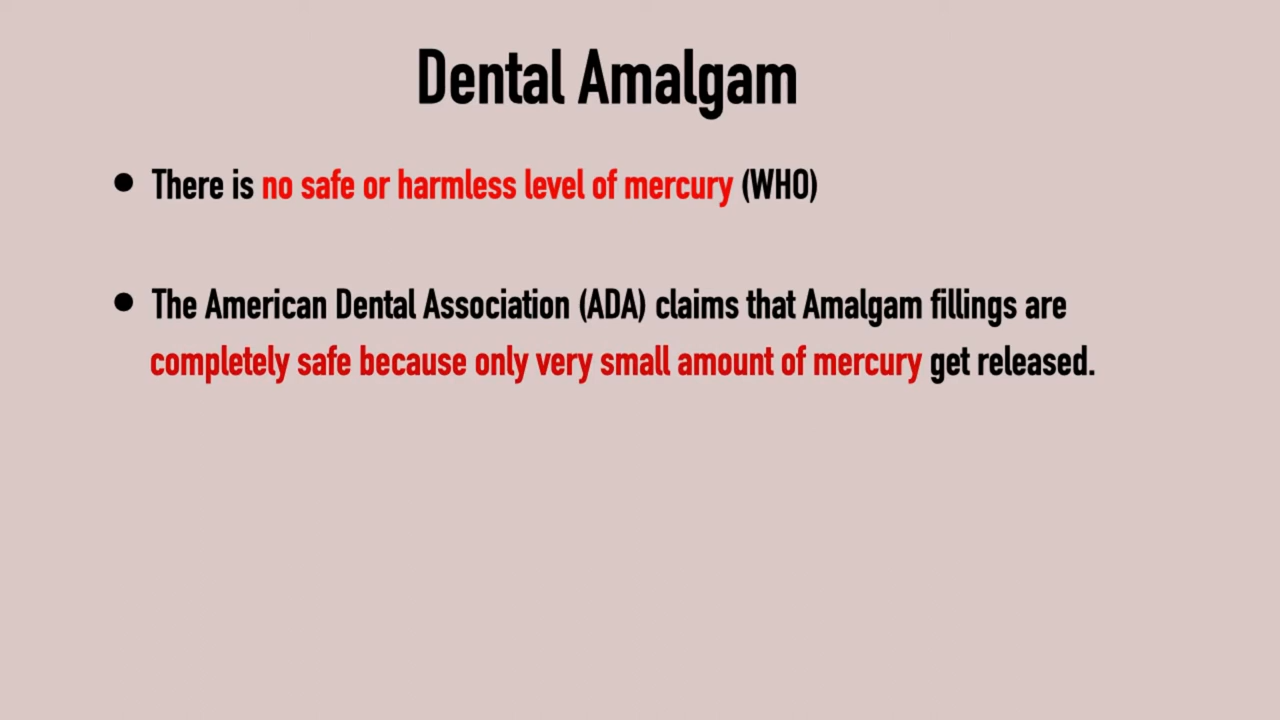 Dental Amalgam
• There is no safe or harmless level of mercury (WHO)
• The American Dental Association (ADA) claims that Amalgam fillings are
completely safe because only very small amount of mercury get released.